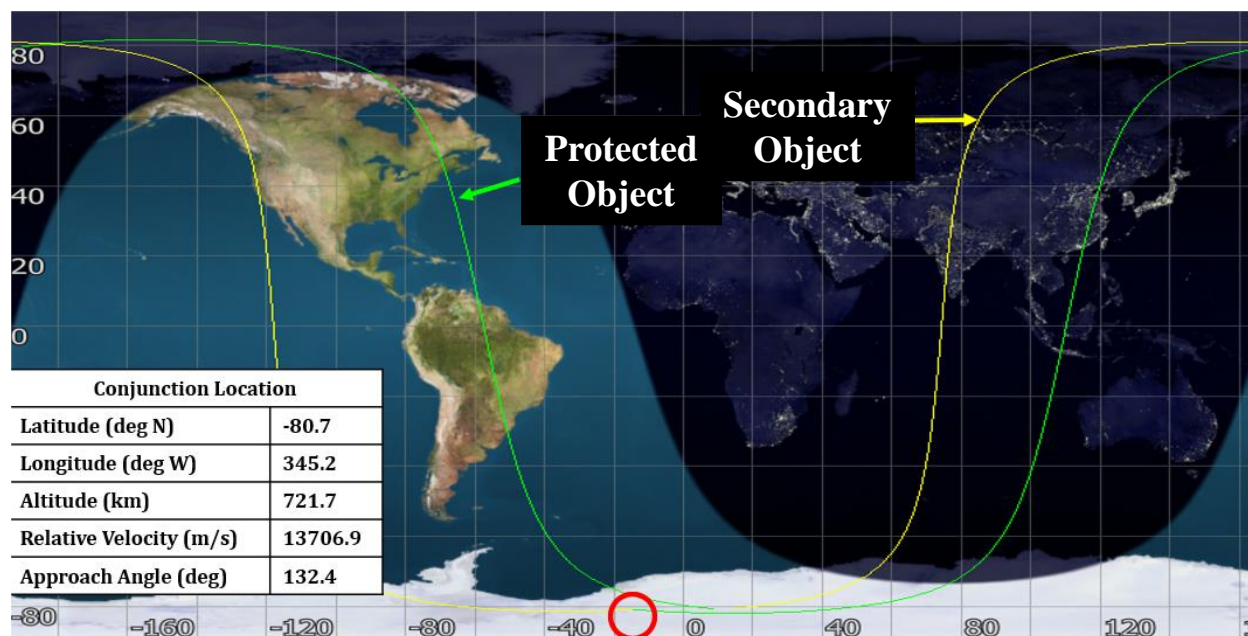 80
60
40
20
0
Secondary
Object
Protected
Object
Conjunction Location
Latitude (deg N) -80.7
Longitude (deg W) 345.2
Altitude (km) 721.7
Relative Velocity (m/s) 13706.9
Approach Angle (deg) 132.4
-80 -160 -120 -80 -40 0 40 80 120